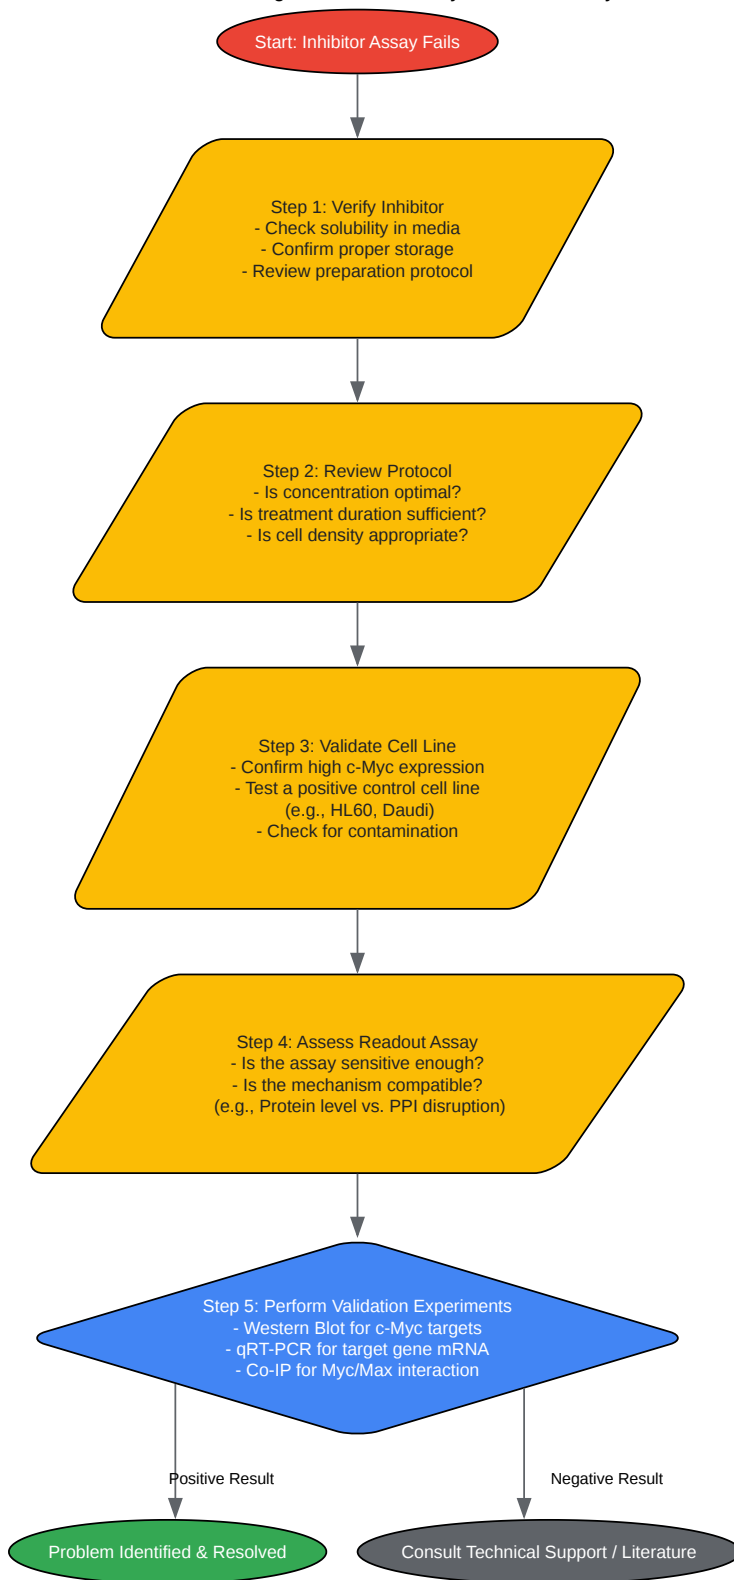 Start: Inhibitor Assay Fails
Step 1: Verify Inhibitor
- Check solubility in media
- Confirm proper storage
- Review preparation protocol
Step 2: Review Protocol
- Is concentration optimal?
- Is treatment duration sufficient?
- Is cell density appropriate?
Step 3: Validate Cell Line
- Confirm high c-Myc expression
- Test a positive control cell line
(e.g., HL60, Daudi)
- Check for contamination
Step 4: Assess Readout Assay
- Is the assay sensitive enough?
- Is the mechanism compatible?
(e.g., Protein level vs. PPI disruption)
Step 5: Perform Validation Experiments
- Western Blot for c-Myc targets
- qRT-PCR for target gene mRNA
- Co-IP for Myc/Max interaction
Positive Result
Negative Result
Problem Identified & Resolved
Consult Technical Support / Literature